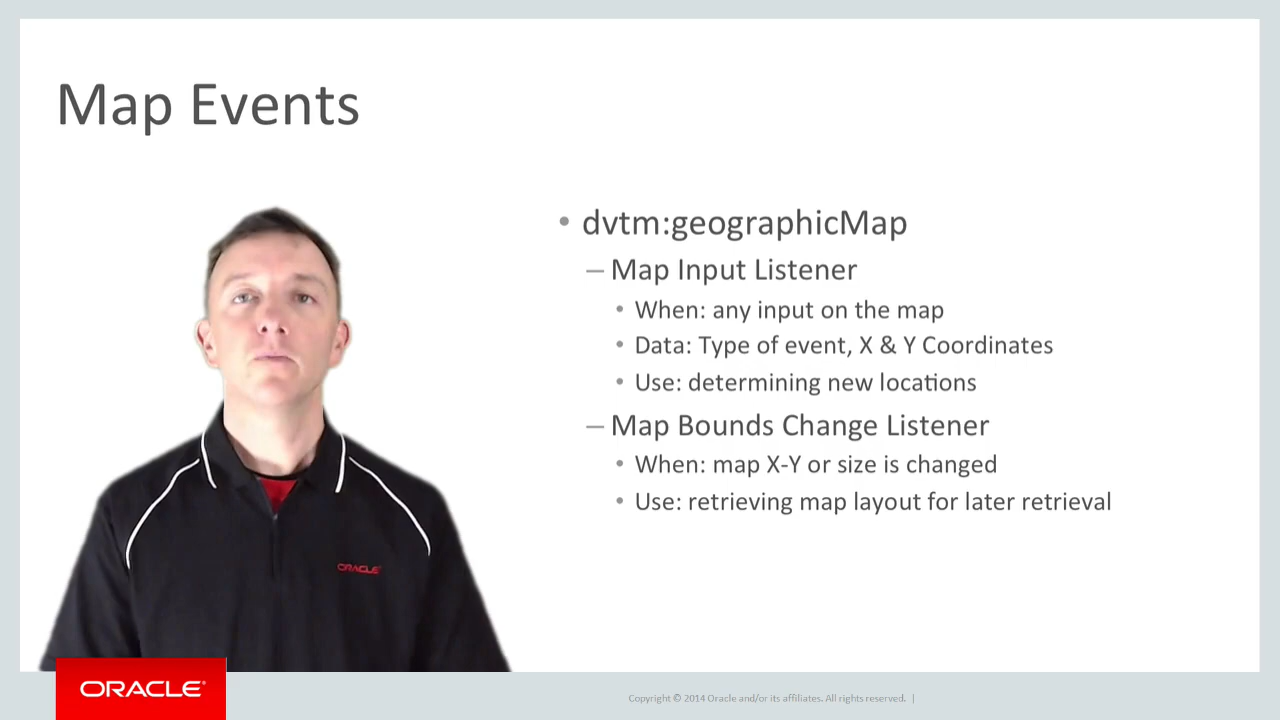 Map Events
• dvtm:geographicMap
– Map Input Listener
• When: any input on the map
• Data: Type of event, X & Y Coordinates
• Use: determining new locations
– Map Bounds Change Listener
• When: map X-Y or size is changed
• Use: retrieving map layout for later retrieval
ORACLE
ORACLE®
Copyright © 2014 Oracle and/or its affiliates. All rights reserved. |